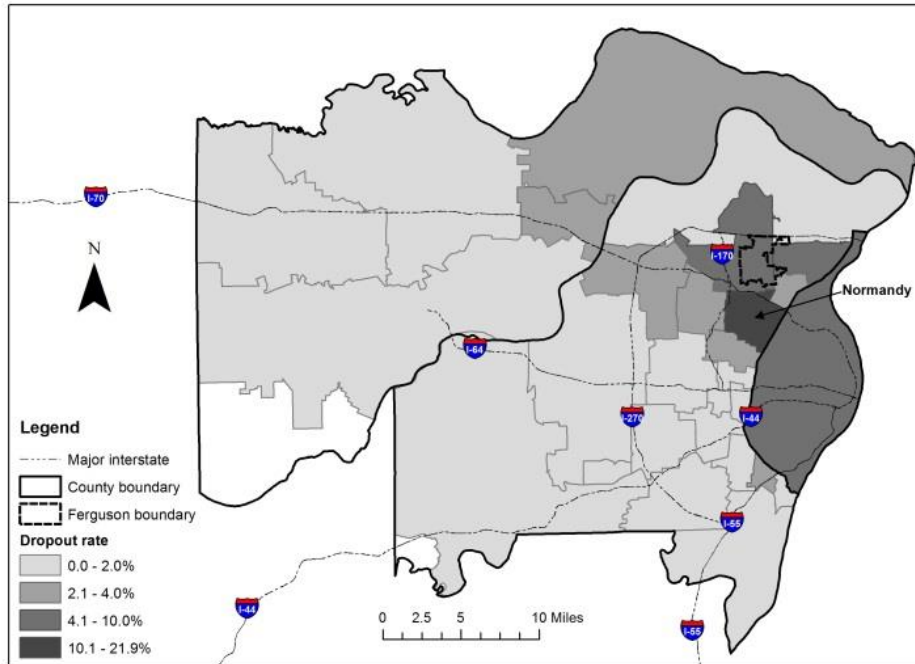 I-70
N
I-170
Normandy
I-64
I-270
I-44
Legend
Major interstate
County boundary
Ferguson boundary
I-55
Dropout rate
0.0 - 2.0%
2.1 - 4.0%
4.1 - 10.0%
10.1 - 21.9%
I-44
0 2.5 5 10 Miles
I-55